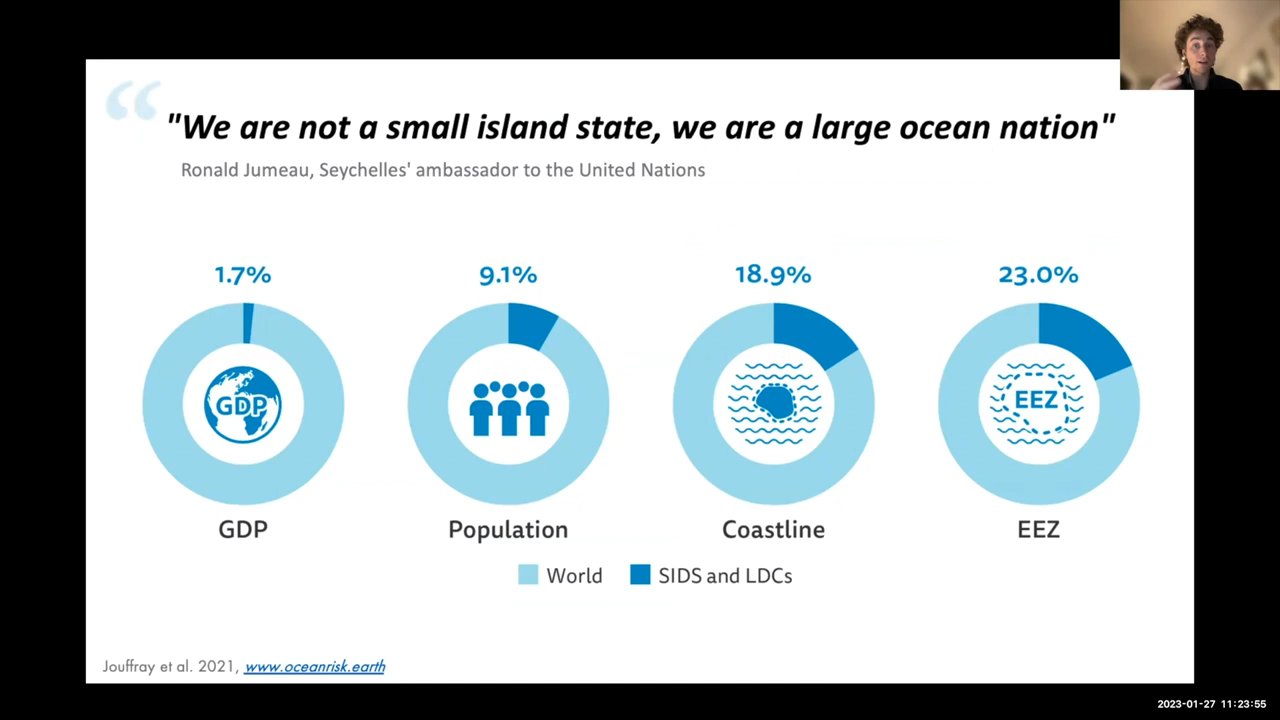 "We are not a small island state, we are a large ocean nation"
Ronald Jumeau, Seychelles' ambassador to the United Nations
1.7% 9.1% 18.9% 23.0%
GDP EEZ
GDP Population Coastline EEZ
World SIDS and LDCs
Jouffray et al. 2021, www.oceanrisk.earth
2023-01-27 11:23:55